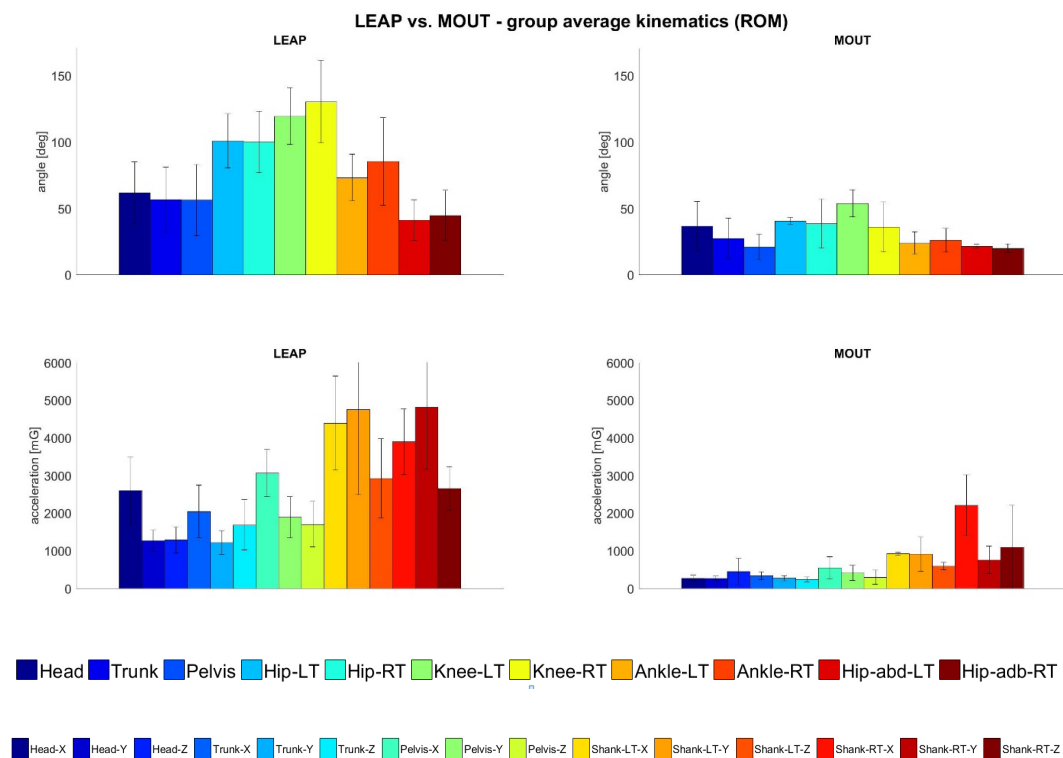 LEAP vs. MOUT - group average kinematics (ROM)
LEAP
MOUT
angle [deg]
150
100
50
0
angle [deg]
150
100
50
0
LEAP
MOUT
acceleration [mG]
6000
5000
4000
3000
2000
1000
0
acceleration [mG]
6000
5000
4000
3000
2000
1000
0
Head Trunk Pelvis Hip-LT Hip-RT Knee-LT Knee-RT Ankle-LT Ankle-RT Hip-abd-LT Hip-adb-RT
Head-X Head-Y Head-Z Trunk-X Trunk-Y Trunk-Z Pelvis-X Pelvis-Y Pelvis-Z Shank-LT-X Shank-LT-Y Shank-LT-Z Shank-RT-X Shank-RT-Y Shank-RT-Z